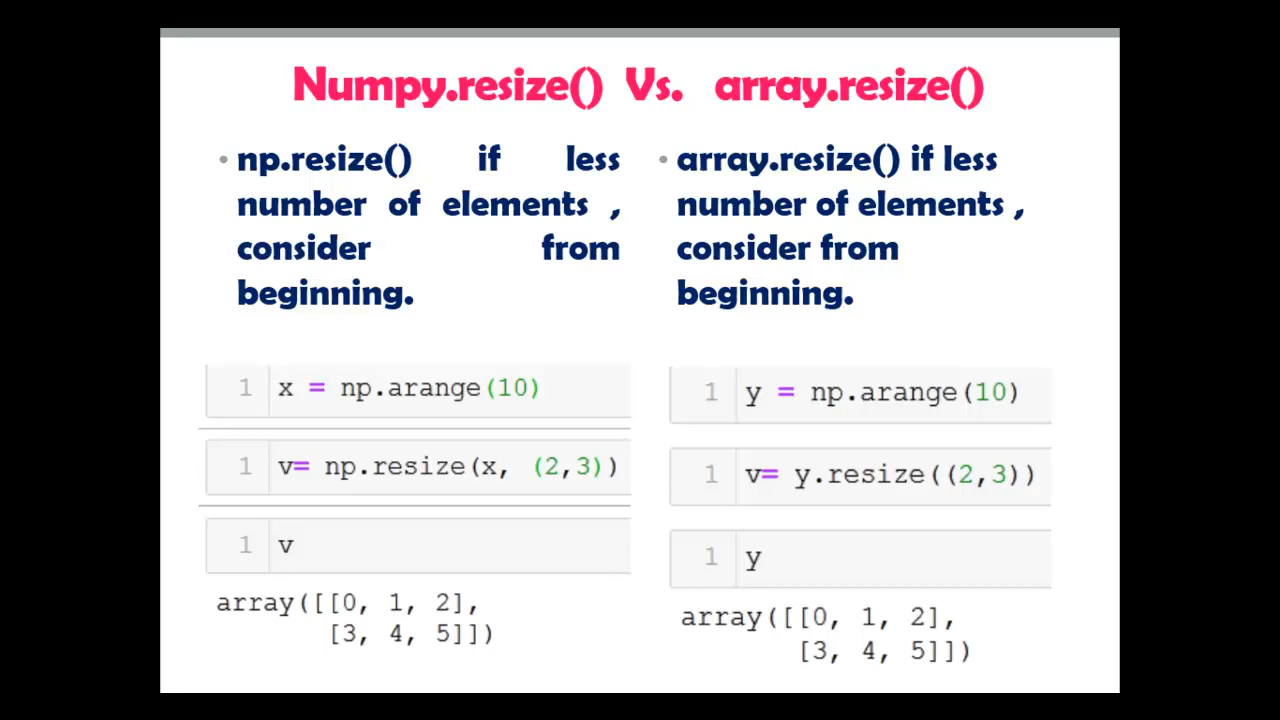 Numpy.resize() Vs. array.resize()
• np.resize() if less
number of elements ,
consider from
beginning.
1 x = np.arange(10)
1 v= np.resize(x, (2,3))
1 v
array([[0, 1, 2],
[3, 4, 5]])
• array.resize() if less
number of elements ,
consider from
beginning.
1 y = np.arange(10)
1 v= y.resize((2,3))
1 y
array([[0, 1, 2],
[3, 4, 5]])